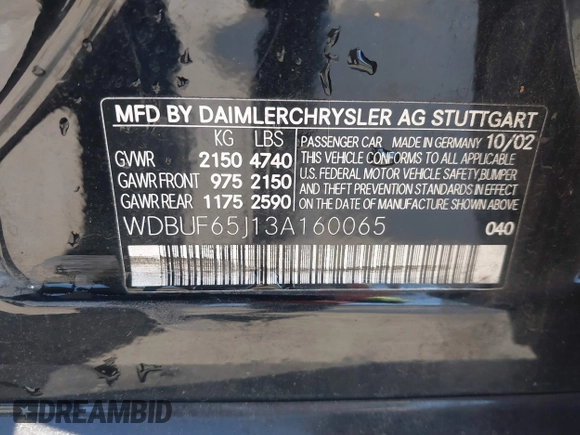 MFD BY DAIMLERCHRYSLER AG STUTTGART
KG LBS
GVWR 2150 4740
GAWR FRONT 975 2150
GAWR REAR 1175 2590
PASSENGER CAR MADE IN GERMANY 10/02
THIS VEHICLE CONFORMS TO ALL APPLICABLE
U.S. FEDERAL MOTOR VEHICLE SAFETY, BUMPER
AND THEFT PREVENTION STANDARDS IN EFFECT
ON THE DATE OF MANUFACTURE SHOWN ABOVE
WDBUF65J13A160065 040
DREAMBID